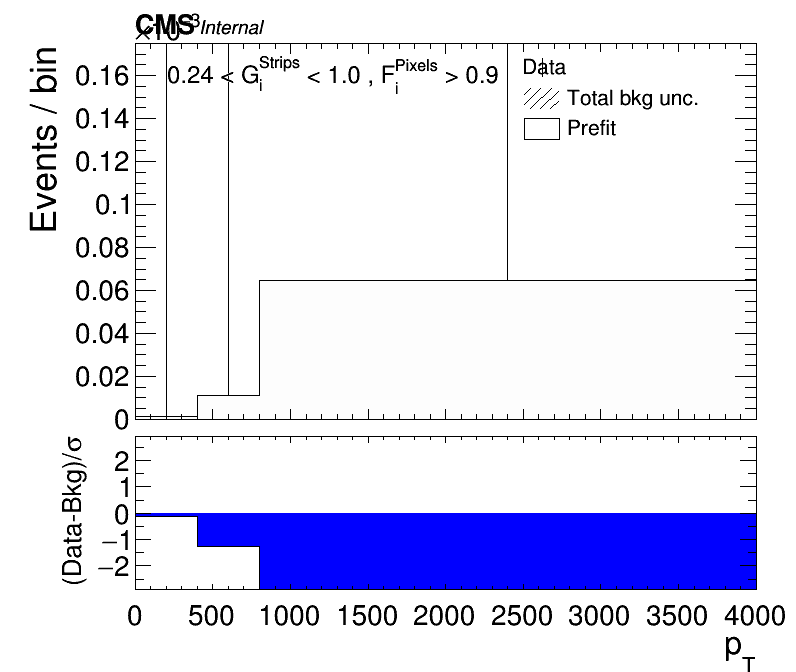 CMS Internal
×10^3
0.24 < G_i^Strips < 1.0 , F_i^Pixels > 0.9
Data
Total bkg unc.
Prefit
Events / bin
0.16
0.14
0.12
0.1
0.08
0.06
0.04
0.02
0
(Data-Bkg)/σ
2
1
0
−1
−2
0 500 1000 1500 2000 2500 3000 3500 4000
p_T